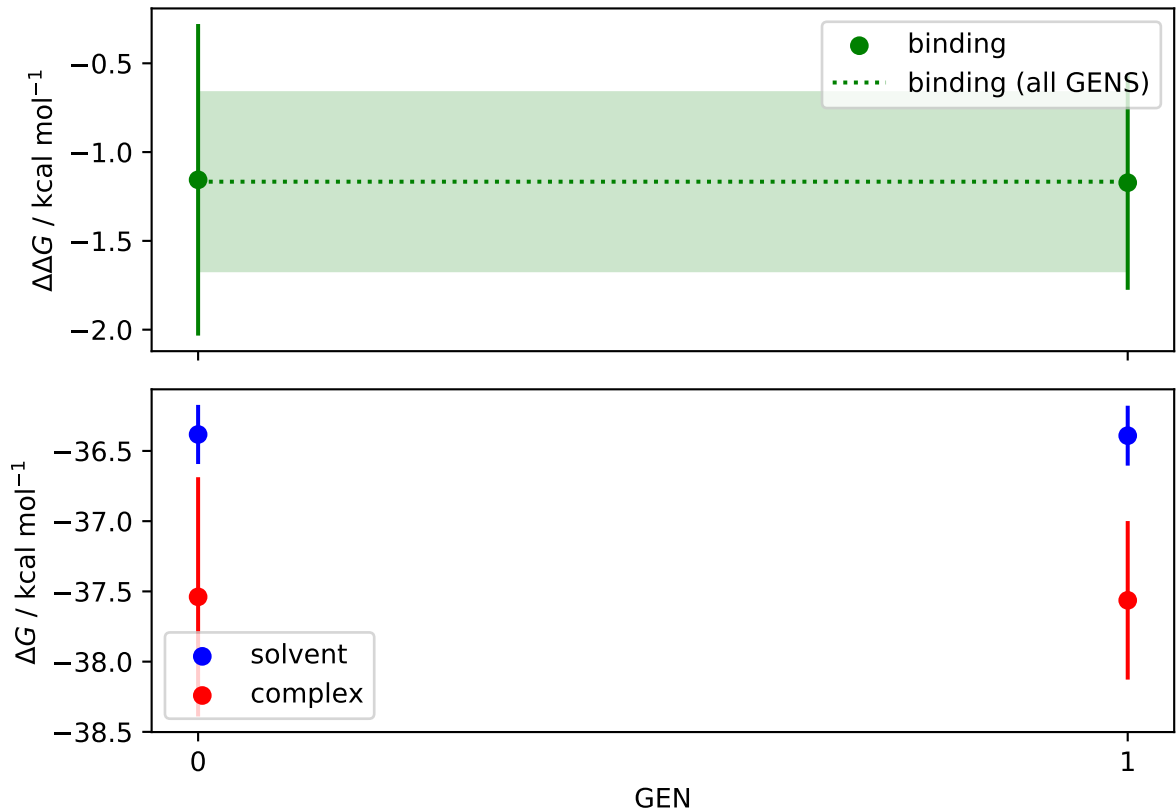 binding
binding (all GENS)
−0.5
−1.0
−1.5
−2.0
ΔΔG / kcal mol⁻¹
−36.5
−37.0
−37.5
−38.0
−38.5
ΔG / kcal mol⁻¹
solvent
complex
0
1
GEN